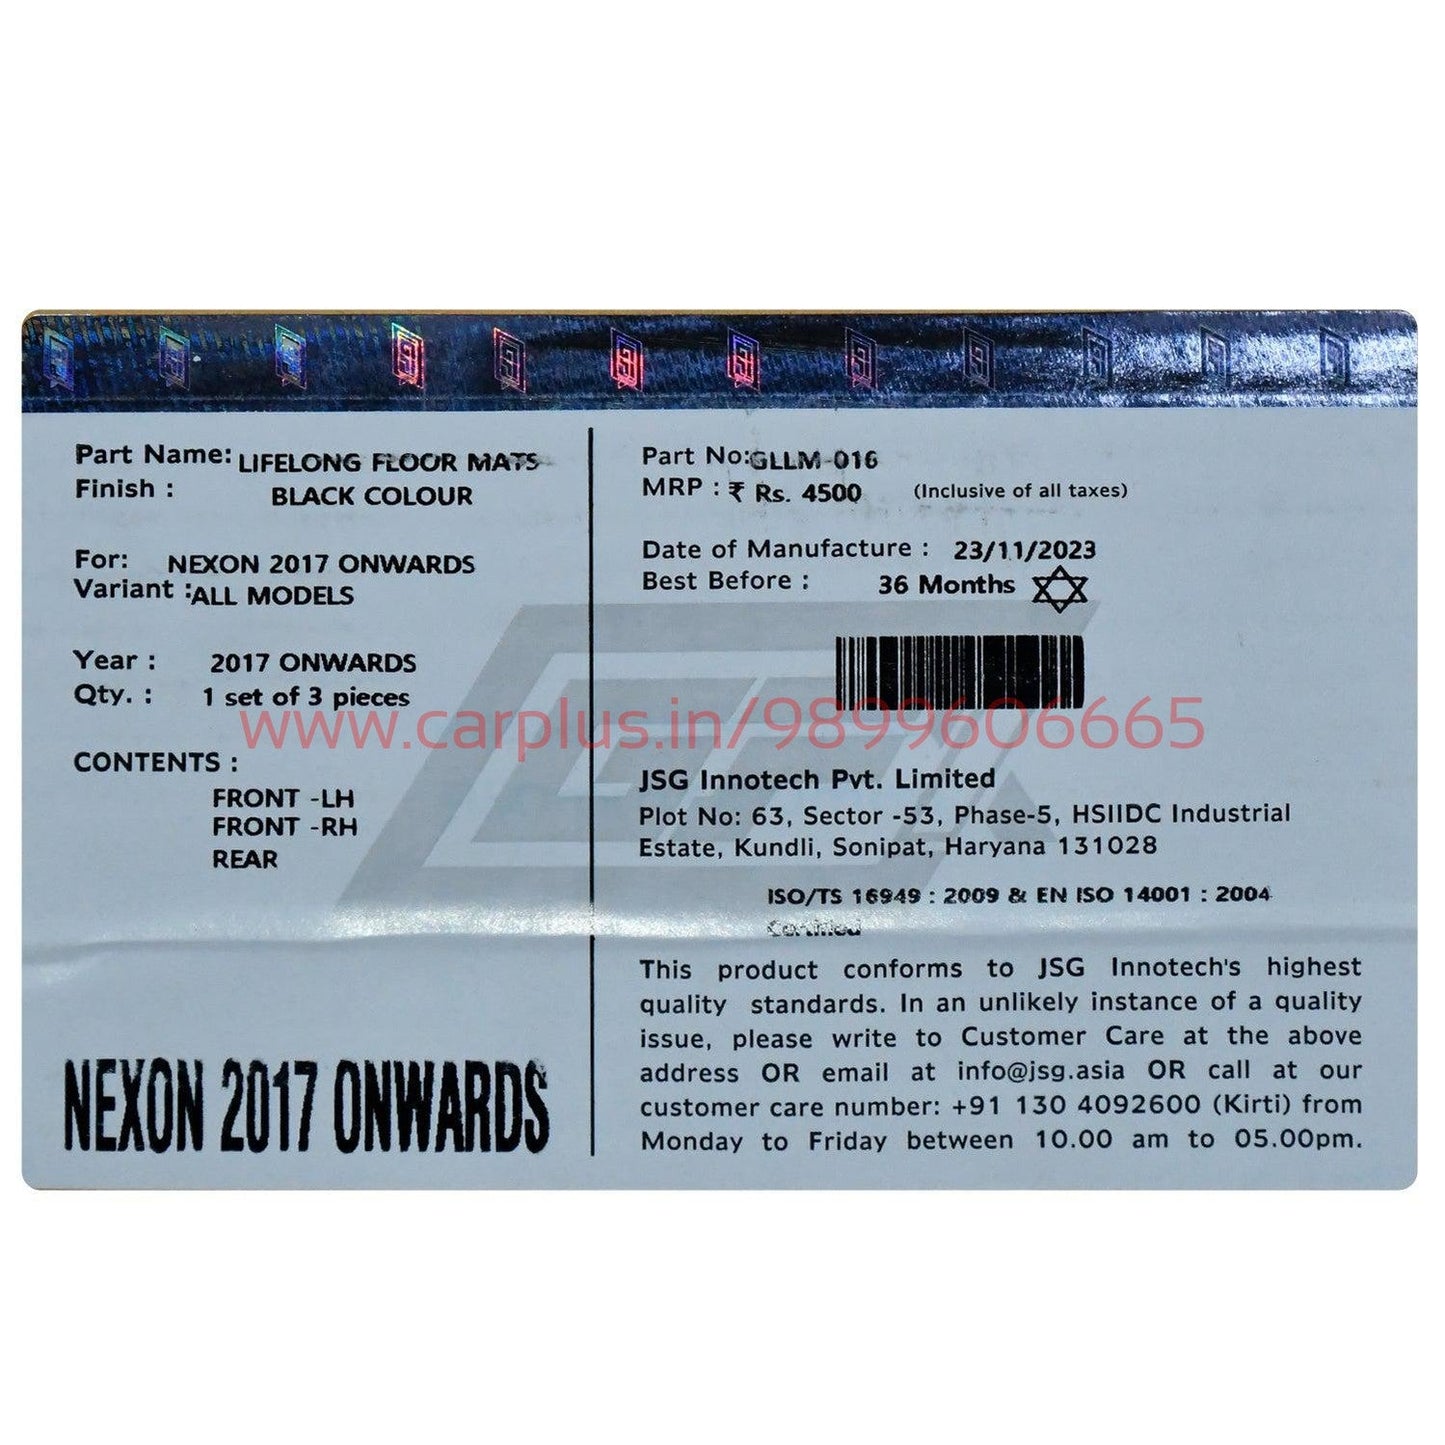 Part Name: LIFELONG FLOOR MATS
Finish : BLACK COLOUR
For: NEXON 2017 ONWARDS
Variant : ALL MODELS
Year : 2017 ONWARDS
Qty. : 1 set of 3 pieces
CONTENTS :
FRONT -LH
FRONT -RH
REAR
NEXON 2017 ONWARDS
Part No: GLLM-016
MRP : ₹ Rs. 4500 (Inclusive of all taxes)
Date of Manufacture : 23/11/2023
Best Before : 36 Months
www.carplus.in/9899606665
JSG Innotech Pvt. Limited
Plot No: 63, Sector -53, Phase-5, HSIIDC Industrial
Estate, Kundli, Sonipat, Haryana 131028
ISO/TS 16949 : 2009 & EN ISO 14001 : 2004
Certified
This product conforms to JSG Innotech's highest
quality standards. In an unlikely instance of a quality
issue, please write to Customer Care at the above
address OR email at info@jsg.asia OR call at our
customer care number: +91 130 4092600 (Kirti) from
Monday to Friday between 10.00 am to 05.00pm.